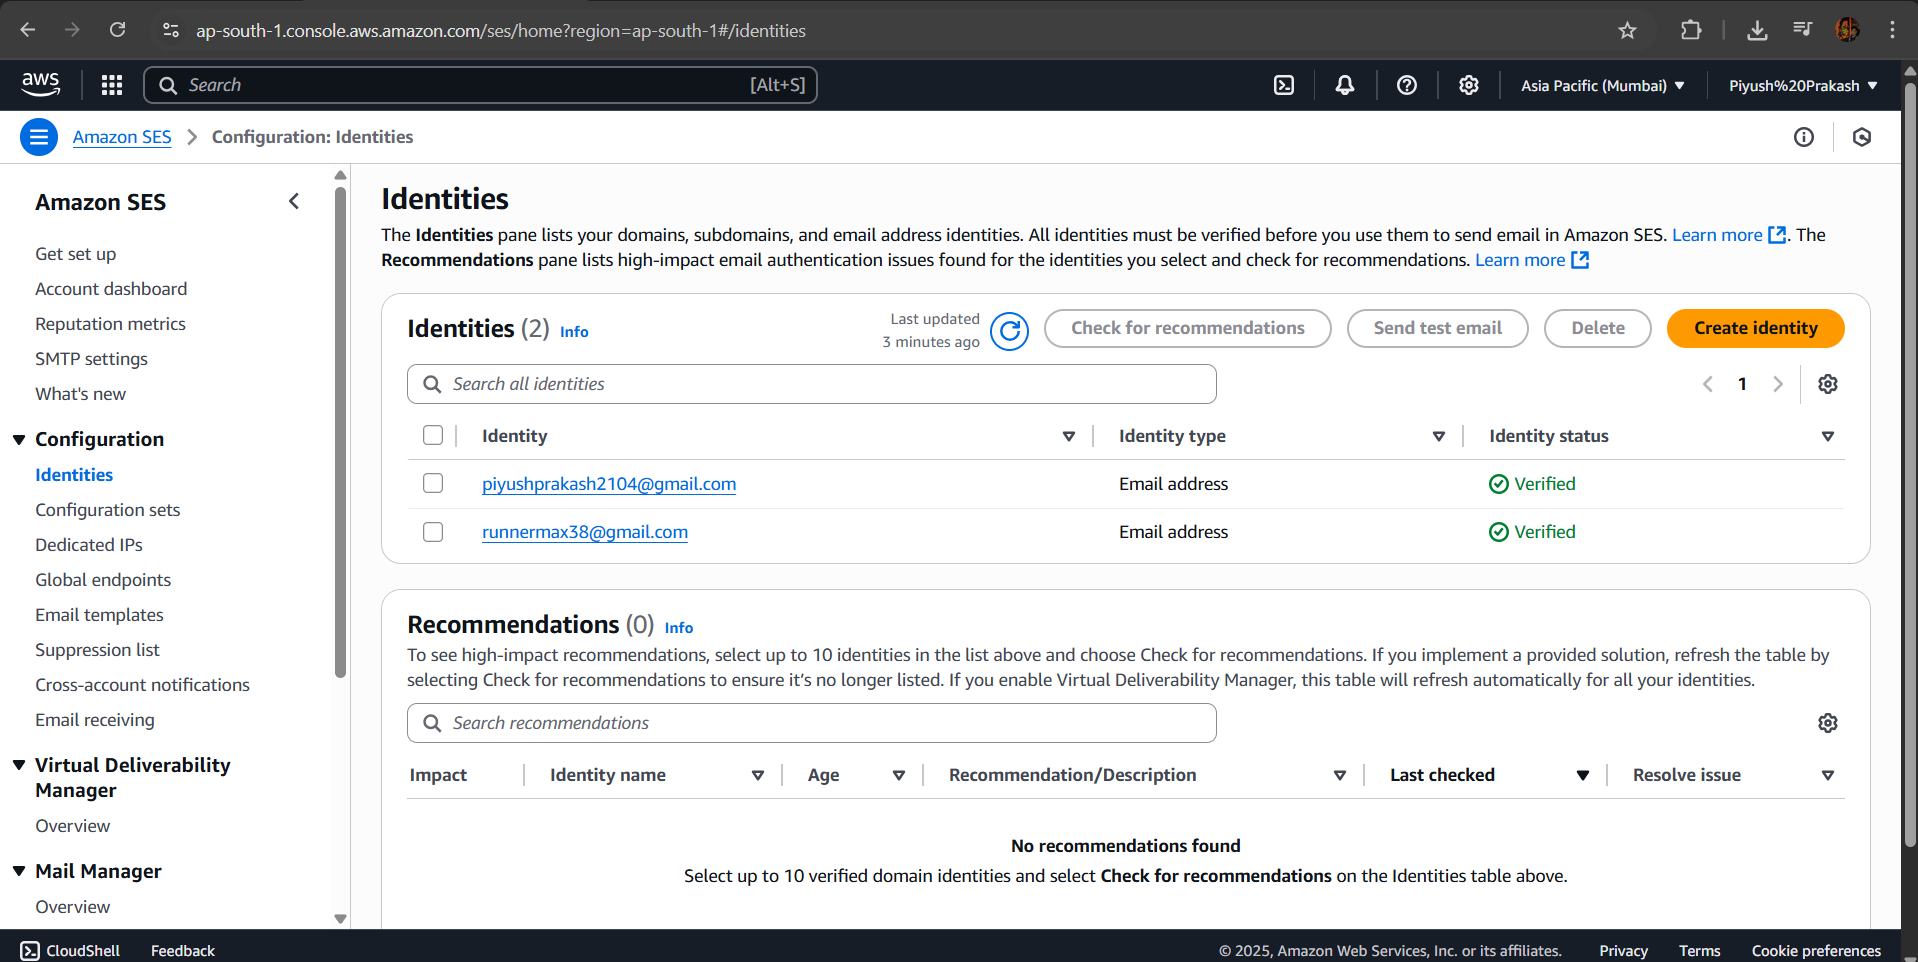 ap-south-1.console.aws.amazon.com/ses/home?region=ap-south-1#/identities
aws
Search
[Alt+S]
Asia Pacific (Mumbai)
Piyush%20Prakash
Amazon SES
Configuration: Identities
Amazon SES
Get set up
Account dashboard
Reputation metrics
SMTP settings
What's new
Configuration
Identities
Configuration sets
Dedicated IPs
Global endpoints
Email templates
Suppression list
Cross-account notifications
Email receiving
Virtual Deliverability
Manager
Overview
Mail Manager
Overview
Identities
The Identities pane lists your domains, subdomains, and email address identities. All identities must be verified before you use them to send email in Amazon SES. Learn more. The
Recommendations pane lists high-impact email authentication issues found for the identities you select and check for recommendations. Learn more
Identities (2) Info
Last updated
3 minutes ago
Check for recommendations
Send test email
Delete
Create identity
Search all identities
1
Identity
Identity type
Identity status
piyushprakash2104@gmail.com
Email address
Verified
runnermax38@gmail.com
Email address
Verified
Recommendations (0) Info
To see high-impact recommendations, select up to 10 identities in the list above and choose Check for recommendations. If you implement a provided solution, refresh the table by
selecting Check for recommendations to ensure it’s no longer listed. If you enable Virtual Deliverability Manager, this table will refresh automatically for all your identities.
Search recommendations
Impact
Identity name
Age
Recommendation/Description
Last checked
Resolve issue
No recommendations found
Select up to 10 verified domain identities and select Check for recommendations on the Identities table above.
CloudShell
Feedback
© 2025, Amazon Web Services, Inc. or its affiliates.
Privacy
Terms
Cookie preferences